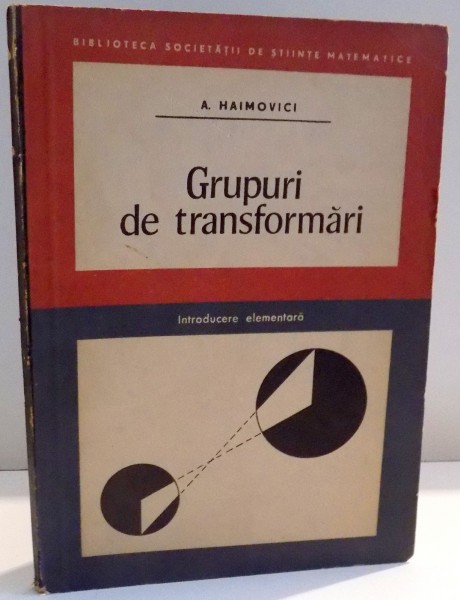 BIBLIOTECA SOCIETĂȚII DE ȘTIINȚE MATEMATICE
A. HAIMOVICI
Grupuri
de transformări
Introducere elementară